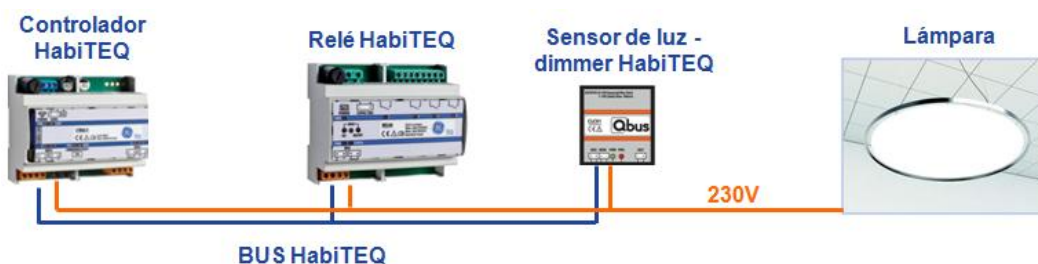 Controlador
HabiTEQ
Relé HabiTEQ
Sensor de luz -
dimmer HabiTEQ
Lámpara
Qbus
230V
BUS HabiTEQ